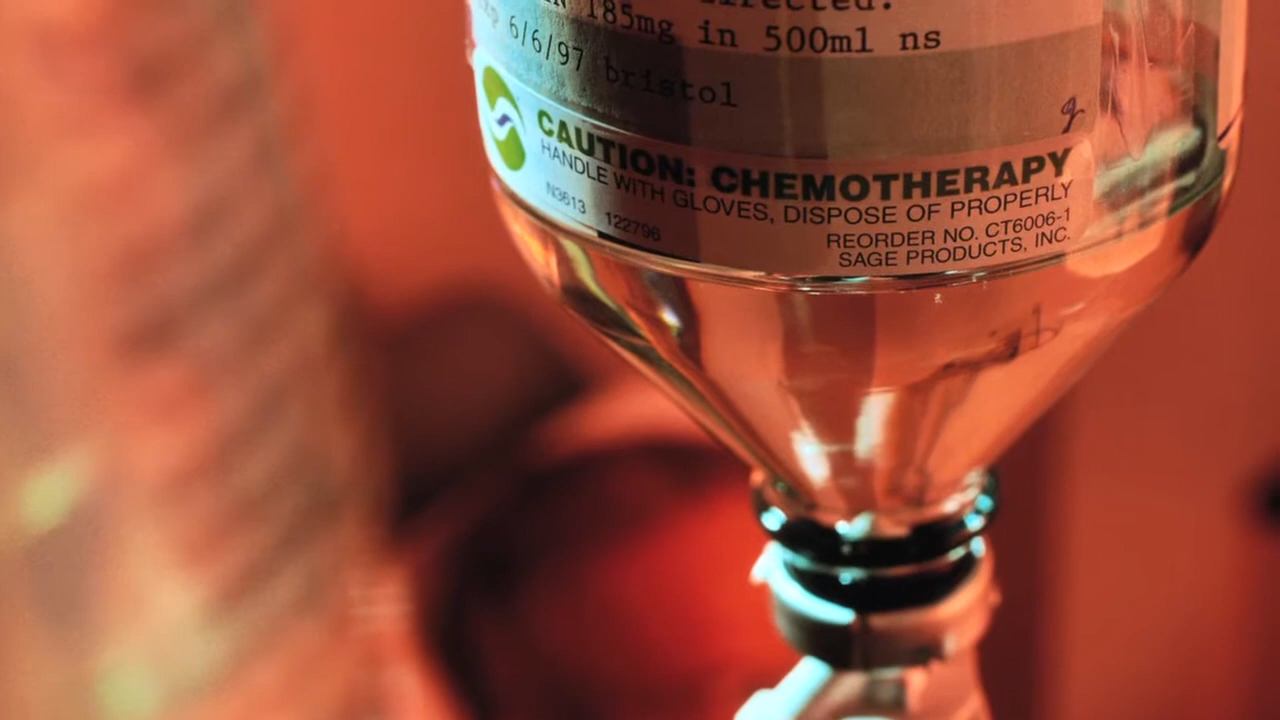 185mg in 500ml ns
6/6/97 bristol
CAUTION: CHEMOTHERAPY
HANDLE WITH GLOVES, DISPOSE OF PROPERLY
N3613 122796
REORDER NO. CT6006-1
SAGE PRODUCTS, INC.